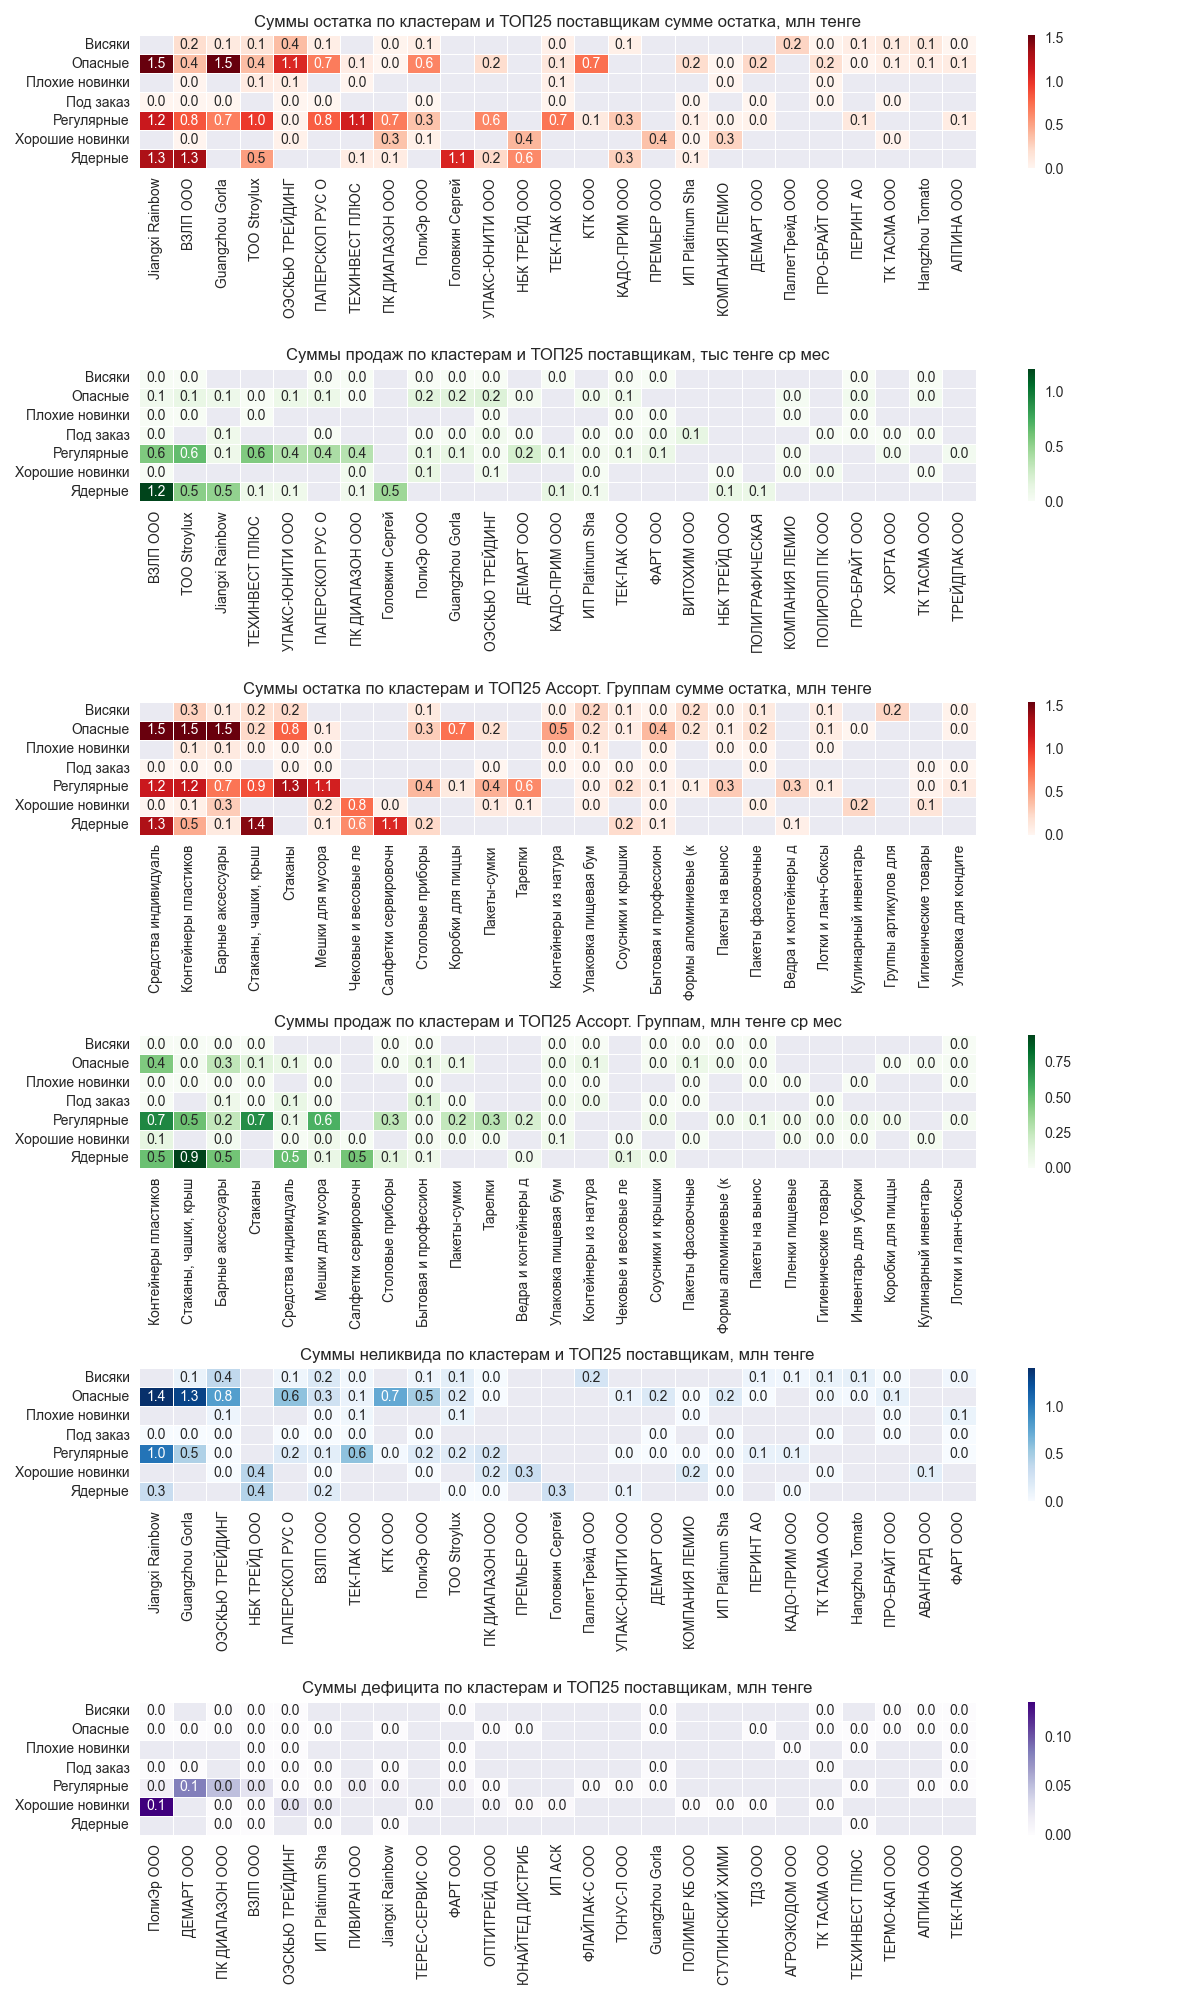 Суммы остатка по кластерам и ТОП25 поставщикам сумме остатка, млн тенге
Висяки 0.2 0.1 0.1 0.4 0.1 0.0 0.1 0.0 0.1 0.2 0.0 0.1 0.1 0.1 0.0
Опасные 1.5 0.4 1.5 0.4 1.1 0.7 0.1 0.0 0.6 0.2 0.1 0.7 0.2 0.0 0.2 0.2 0.0 0.1 0.1 0.1
Плохие новинки 0.0 0.1 0.1 0.0 0.1 0.0 0.0
Под заказ 0.0 0.0 0.0 0.0 0.0 0.0 0.0 0.0 0.0 0.0 0.0
Регулярные 1.2 0.8 0.7 1.0 0.0 0.8 1.1 0.7 0.3 0.6 0.7 0.1 0.3 0.1 0.0 0.0 0.1 0.1
Хорошие новинки 0.0 0.0 0.3 0.1 0.4 0.4 0.3 0.0
Ядерные 1.3 1.3 0.5 0.1 0.1 1.1 0.2 0.6 0.3 0.1
1.5
1.0
0.5
0.0
Jiangxi Rainbow
ВЗЛП ООО
Guangzhou Gorla
ТОО Stroylux
ОЭСКЬЮ ТРЕЙДИНГ
ПАПЕРСКОП РУС О
ТЕХИНВЕСТ ПЛЮС
ПК ДИАПАЗОН ООО
ПолиЭр ООО
Головкин Сергей
УПАКС-ЮНИТИ ООО
НБК ТРЕЙД ООО
ТЕК-ПАК ООО
КТК ООО
КАДО-ПРИМ ООО
ПРЕМЬЕР ООО
ИП Platinum Sha
КОМПАНИЯ ЛЕМИО
ДЕМАРТ ООО
ПаллетТрейд ООО
ПРО-БРАЙТ ООО
ПЕРИНТ АО
ТК ТАСМА ООО
Hangzhou Tomato
АЛПИНА ООО
Суммы продаж по кластерам и ТОП25 поставщикам, тыс тенге ср мес
Висяки 0.0 0.0 0.0 0.0 0.0 0.0 0.0 0.0 0.0 0.0 0.0 0.0
Опасные 0.1 0.1 0.1 0.0 0.1 0.1 0.0 0.2 0.2 0.2 0.0 0.0 0.1 0.0 0.0 0.0
Плохие новинки 0.0 0.0 0.0 0.0 0.0 0.0 0.0 0.0
Под заказ 0.0 0.1 0.0 0.0 0.0 0.0 0.0 0.0 0.0 0.0 0.1 0.0 0.0 0.0 0.0
Регулярные 0.6 0.6 0.1 0.6 0.4 0.4 0.4 0.1 0.1 0.0 0.2 0.1 0.0 0.1 0.1 0.0 0.0 0.0
Хорошие новинки 0.0 0.0 0.1 0.1 0.0 0.0 0.0 0.0 0.0
Ядерные 1.2 0.5 0.5 0.1 0.1 0.1 0.5 0.1 0.1 0.1 0.1
1.0
0.5
0.0
ВЗЛП ООО
ТОО Stroylux
Jiangxi Rainbow
ТЕХИНВЕСТ ПЛЮС
УПАКС-ЮНИТИ ООО
ПАПЕРСКОП РУС О
ПК ДИАПАЗОН ООО
Головкин Сергей
ПолиЭр ООО
Guangzhou Gorla
ОЭСКЬЮ ТРЕЙДИНГ
ДЕМАРТ ООО
КАДО-ПРИМ ООО
ИП Platinum Sha
ТЕК-ПАК ООО
ФАРТ ООО
ВИТОХИМ ООО
НБК ТРЕЙД ООО
ПОЛИГРАФИЧЕСКАЯ
КОМПАНИЯ ЛЕМИО
ПОЛИРОЛЛ ПК ООО
ПРО-БРАЙТ ООО
ХОРТА ООО
ТК ТАСМА ООО
ТРЕЙДПАК ООО
Суммы остатка по кластерам и ТОП25 Ассорт. Группам сумме остатка, млн тенге
Висяки 0.3 0.1 0.2 0.2 0.1 0.0 0.2 0.1 0.2 0.0 0.1 0.1 0.2 0.0
Опасные 1.5 1.5 1.5 0.2 0.8 0.1 0.3 0.7 0.2 0.5 0.2 0.1 0.4 0.2 0.1 0.2 0.1 0.0 0.0
Плохие новинки 0.1 0.1 0.0 0.0 0.0 0.0 0.1 0.0 0.0 0.0 0.0
Под заказ 0.0 0.0 0.0 0.0 0.0 0.0 0.0 0.0 0.0 0.0 0.0 0.0 0.0 0.0
Регулярные 1.2 1.2 0.7 0.9 1.3 1.1 0.4 0.1 0.4 0.6 0.0 0.2 0.1 0.1 0.3 0.3 0.1 0.0 0.1
Хорошие новинки 0.0 0.1 0.3 0.2 0.8 0.0 0.1 0.1 0.0 0.0 0.0 0.2 0.1
Ядерные 1.3 0.5 0.1 1.4 0.1 0.6 1.1 0.2 0.2 0.1 0.1
1.5
1.0
0.5
0.0
Средства индивидуаль
Контейнеры пластиков
Барные аксессуары
Стаканы, чашки, крыш
Стаканы
Мешки для мусора
Чековые и весовые ле
Салфетки сервировочн
Столовые приборы
Коробки для пиццы
Пакеты-сумки
Тарелки
Контейнеры из натура
Упаковка пищевая бум
Соусники и крышки
Бытовая и профессион
Формы алюминиевые (к
Пакеты на вынос
Пакеты фасовочные
Ведра и контейнеры д
Лотки и ланч-боксы
Кулинарный инвентарь
Группы артикулов для
Гигиенические товары
Упаковка для кондите
Суммы продаж по кластерам и ТОП25 Ассорт. Группам, млн тенге ср мес
Висяки 0.0 0.0 0.0 0.0 0.0 0.0 0.0 0.0 0.0 0.0 0.0 0.0 0.0
Опасные 0.4 0.0 0.3 0.1 0.1 0.0 0.0 0.1 0.1 0.0 0.1 0.0 0.1 0.0 0.0 0.0 0.0 0.0
Плохие новинки 0.0 0.0 0.0 0.0 0.0 0.0 0.0 0.0 0.0 0.0 0.0 0.0 0.0
Под заказ 0.0 0.1 0.0 0.1 0.0 0.1 0.0 0.0 0.0 0.0 0.0 0.0
Регулярные 0.7 0.5 0.2 0.7 0.1 0.6 0.3 0.0 0.2 0.3 0.2 0.0 0.0 0.0 0.1 0.0 0.0 0.0 0.0 0.0
Хорошие новинки 0.1 0.0 0.0 0.0 0.0 0.0 0.0 0.0 0.1 0.0 0.0 0.0 0.0 0.0 0.0
Ядерные 0.5 0.9 0.5 0.5 0.1 0.5 0.1 0.1 0.0 0.1 0.0
0.75
0.50
0.25
0.00
Контейнеры пластиков
Стаканы, чашки, крыш
Барные аксессуары
Стаканы
Средства индивидуаль
Мешки для мусора
Салфетки сервировочн
Столовые приборы
Бытовая и профессион
Пакеты-сумки
Тарелки
Ведра и контейнеры д
Упаковка пищевая бум
Контейнеры из натура
Чековые и весовые ле
Соусники и крышки
Пакеты фасовочные
Формы алюминиевые (к
Пакеты на вынос
Пленки пищевые
Гигиенические товары
Инвентарь для уборки
Коробки для пиццы
Кулинарный инвентарь
Лотки и ланч-боксы
Суммы неликвида по кластерам и ТОП25 поставщикам, млн тенге
Висяки 0.1 0.4 0.1 0.2 0.0 0.1 0.1 0.0 0.2 0.1 0.1 0.1 0.1 0.0 0.0
Опасные 1.4 1.3 0.8 0.6 0.3 0.1 0.7 0.5 0.2 0.0 0.1 0.2 0.0 0.2 0.0 0.0 0.0 0.1
Плохие новинки 0.1 0.0 0.1 0.1 0.0 0.0 0.1
Под заказ 0.0 0.0 0.0 0.0 0.0 0.0 0.0 0.0 0.0 0.0 0.0 0.0
Регулярные 1.0 0.5 0.0 0.2 0.1 0.6 0.0 0.2 0.2 0.2 0.0 0.0 0.0 0.0 0.1 0.1 0.0
Хорошие новинки 0.0 0.4 0.0 0.0 0.2 0.3 0.2 0.0 0.0 0.1
Ядерные 0.3 0.4 0.2 0.0 0.0 0.3 0.1 0.0 0.0
1.0
0.5
0.0
Jiangxi Rainbow
Guangzhou Gorla
ОЭСКЬЮ ТРЕЙДИНГ
НБК ТРЕЙД ООО
ПАПЕРСКОП РУС О
ВЗЛП ООО
ТЕК-ПАК ООО
КТК ООО
ПолиЭр ООО
ТОО Stroylux
ПК ДИАПАЗОН ООО
ПРЕМЬЕР ООО
Головкин Сергей
ПаллетТрейд ООО
УПАКС-ЮНИТИ ООО
ДЕМАРТ ООО
КОМПАНИЯ ЛЕМИО
ИП Platinum Sha
ПЕРИНТ АО
КАДО-ПРИМ ООО
ТК ТАСМА ООО
Hangzhou Tomato
ПРО-БРАЙТ ООО
АВАНГАРД ООО
ФАРТ ООО
Суммы дефицита по кластерам и ТОП25 поставщикам, млн тенге
Висяки 0.0 0.0 0.0 0.0 0.0 0.0 0.0 0.0 0.0 0.0
Опасные 0.0 0.0 0.0 0.0 0.0 0.0 0.0 0.0 0.0 0.0 0.0 0.0 0.0 0.0 0.0 0.0
Плохие новинки 0.0 0.0 0.0 0.0 0.0 0.0
Под заказ 0.0 0.0 0.0 0.0 0.0 0.0 0.0 0.0 0.0 0.0
Регулярные 0.0 0.1 0.0 0.0 0.0 0.0 0.0 0.0 0.0 0.0 0.0 0.0 0.0 0.0 0.0 0.0
Хорошие новинки 0.1 0.0 0.0 0.0 0.0 0.0 0.0 0.0 0.0 0.0 0.0 0.0 0.0
Ядерные 0.0 0.0 0.0 0.0 0.0
0.10
0.05
0.00
ПолиЭр ООО
ДЕМАРТ ООО
ПК ДИАПАЗОН ООО
ВЗЛП ООО
ОЭСКЬЮ ТРЕЙДИНГ
ИП Platinum Sha
ПИВИРАН ООО
Jiangxi Rainbow
ТЕРЕС-СЕРВИС ОО
ФАРТ ООО
ОПТИТРЕЙД ООО
ЮНАЙТЕД ДИСТРИБ
ИП АСК
ФЛАЙПАК-С ООО
ТОНУС-Л ООО
Guangzhou Gorla
ПОЛИМЕР КБ ООО
СТУПИНСКИЙ ХИМИ
ТДЗ ООО
АГРОЭКОДОМ ООО
ТК ТАСМА ООО
ТЕХИНВЕСТ ПЛЮС
ТЕРМО-КАП ООО
АЛПИНА ООО
ТЕК-ПАК ООО